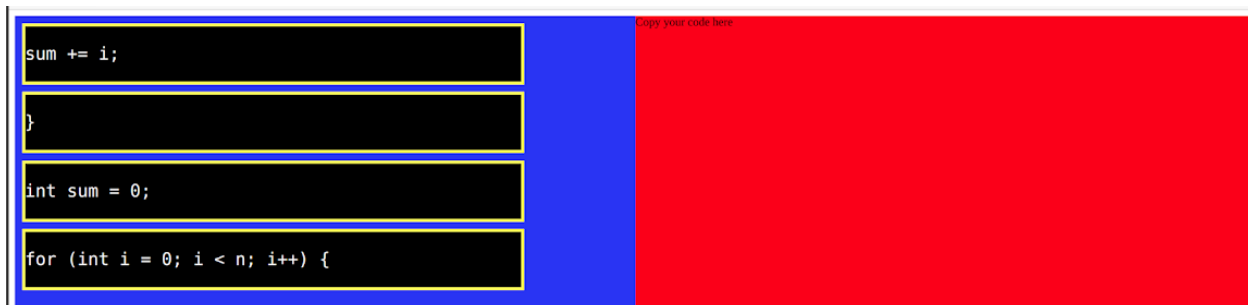 sum += i;
}
int sum = 0;
for (int i = 0; i < n; i++) {
Copy your code here